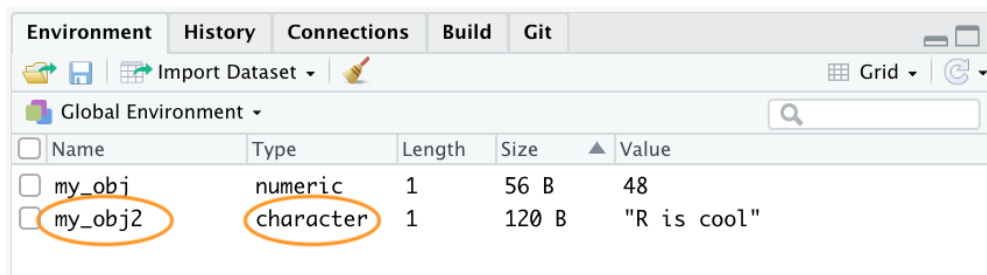 Environment History Connections Build Git
Import Dataset Grid
Global Environment
Name Type Length Size Value
my_obj numeric 1 56 B 48
my_obj2 character 1 120 B "R is cool"